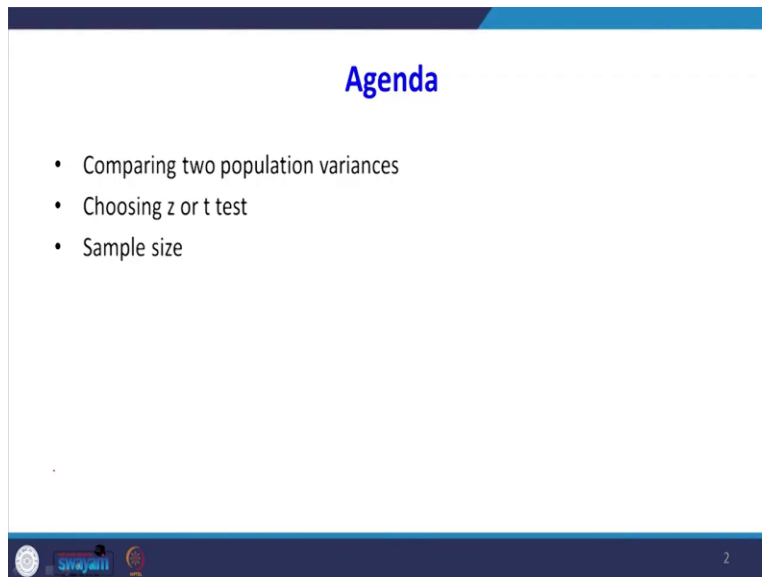 Agenda
• Comparing two population variances
• Choosing z or t test
• Sample size
swayam
2